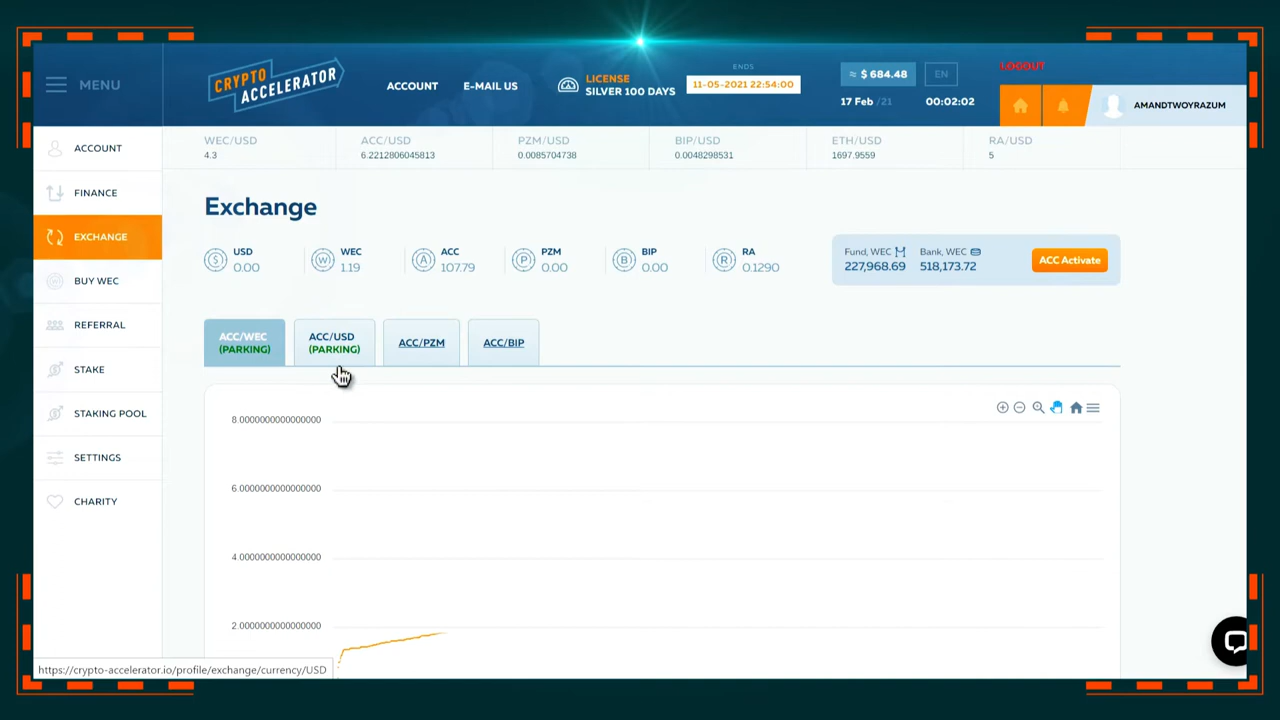 MENU
CRYPTO
ACCELERATOR
ACCOUNT
E-MAIL US
LICENSE
SILVER 100 DAYS
ENDS
11-05-2021 22:54:00
≈ $ 684.48
EN
17 Feb /21
00:02:02
LOGOUT
AMANDTWOYRAZUM
ACCOUNT
FINANCE
EXCHANGE
BUY WEC
REFERRAL
STAKE
STAKING POOL
SETTINGS
CHARITY
WEC/USD
4.3
ACC/USD
6.2212806045813
PZM/USD
0.0085704738
BIP/USD
0.0048298531
ETH/USD
1697.9559
RA/USD
5
Exchange
USD
0.00
WEC
1.19
ACC
107.79
PZM
0.00
BIP
0.00
RA
0.1290
Fund, WEC
227,968.69
Bank, WEC
518,173.72
ACC Activate
ACC/WEC
(PARKING)
ACC/USD
(PARKING)
ACC/PZM
ACC/BIP
8.0000000000000000
6.0000000000000000
4.0000000000000000
2.0000000000000000
https://crypto-accelerator.io/profile/exchange/currency/USD